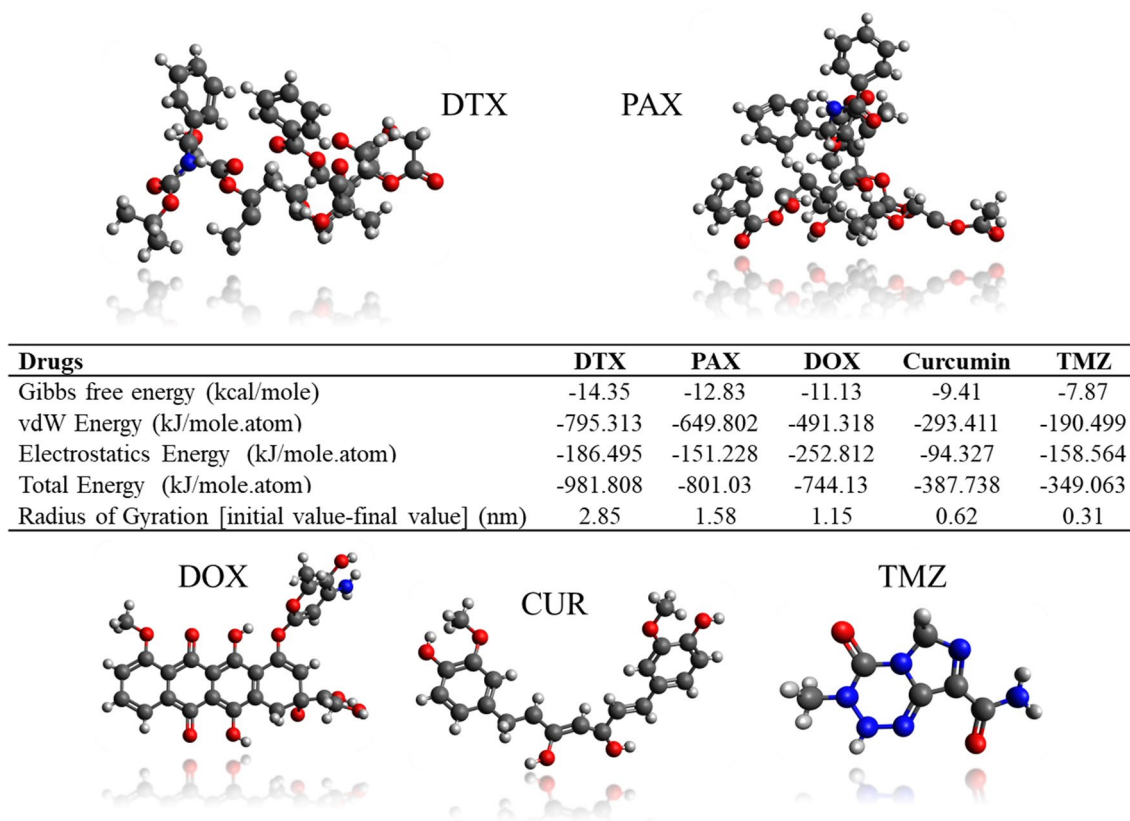 DTX PAX
Drugs DTX PAX DOX Curcumin TMZ
Gibbs free energy (kcal/mole) -14.35 -12.83 -11.13 -9.41 -7.87
vdW Energy (kJ/mole.atom) -795.313 -649.802 -491.318 -293.411 -190.499
Electrostatics Energy (kJ/mole.atom) -186.495 -151.228 -252.812 -94.327 -158.564
Total Energy (kJ/mole.atom) -981.808 -801.03 -744.13 -387.738 -349.063
Radius of Gyration [initial value-final value] (nm) 2.85 1.58 1.15 0.62 0.31
DOX CUR TMZ